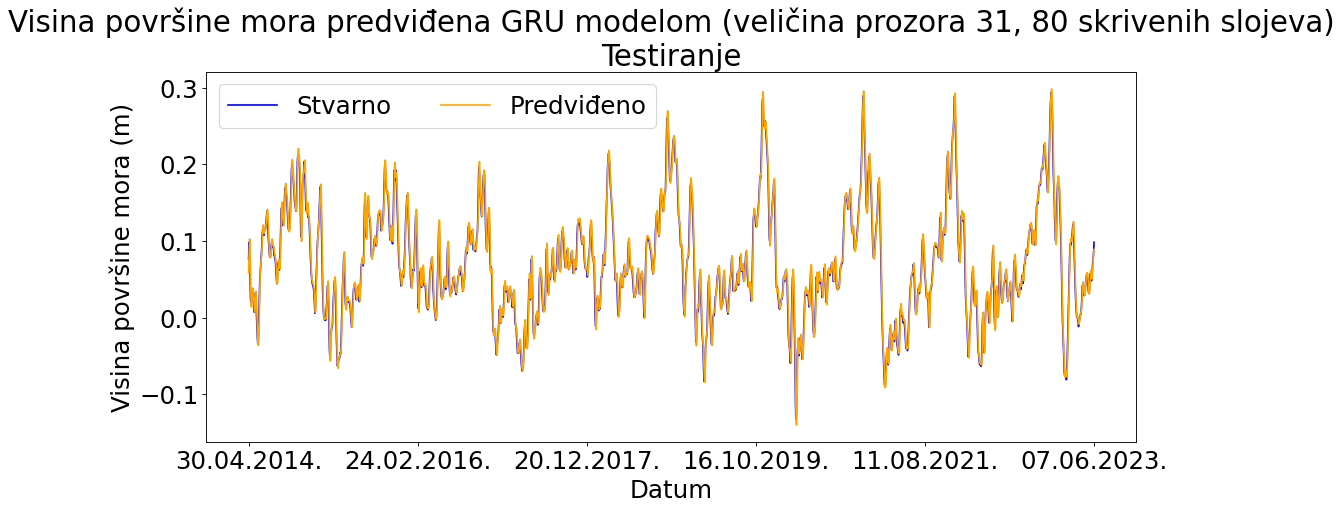 Visina površine mora predviđena GRU modelom (veličina prozora 31, 80 skrivenih slojeva)
Testiranje
Stvarno Predviđeno
Visina površine mora (m)
0.3
0.2
0.1
0.0
−0.1
30.04.2014. 24.02.2016. 20.12.2017. 16.10.2019. 11.08.2021. 07.06.2023.
Datum